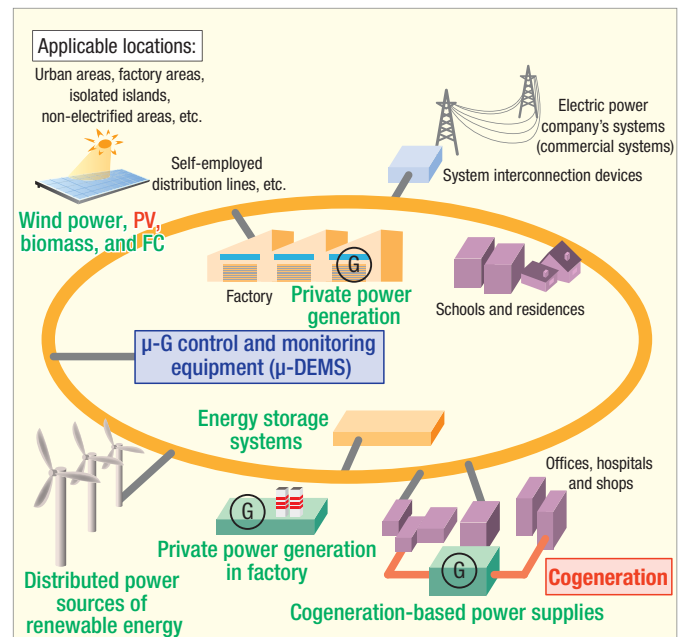 Applicable locations:
Urban areas, factory areas,
isolated islands,
non-electrified areas, etc.
Electric power
company's systems
(commercial systems)
Self-employed
distribution lines, etc.
System interconnection devices
Wind power, PV,
biomass, and FC
G
Factory
Private power
generation
Schools and residences
μ-G control and monitoring
equipment (μ-DEMS)
Energy storage
systems
Offices, hospitals
and shops
G
Private power generation
in factory
G
Cogeneration
Distributed power
sources of
renewable energy
Cogeneration-based power supplies